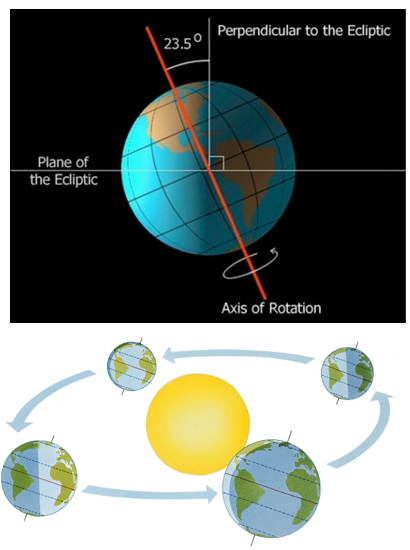 23.5°
Perpendicular to the Ecliptic
Plane of
the Ecliptic
Axis of Rotation